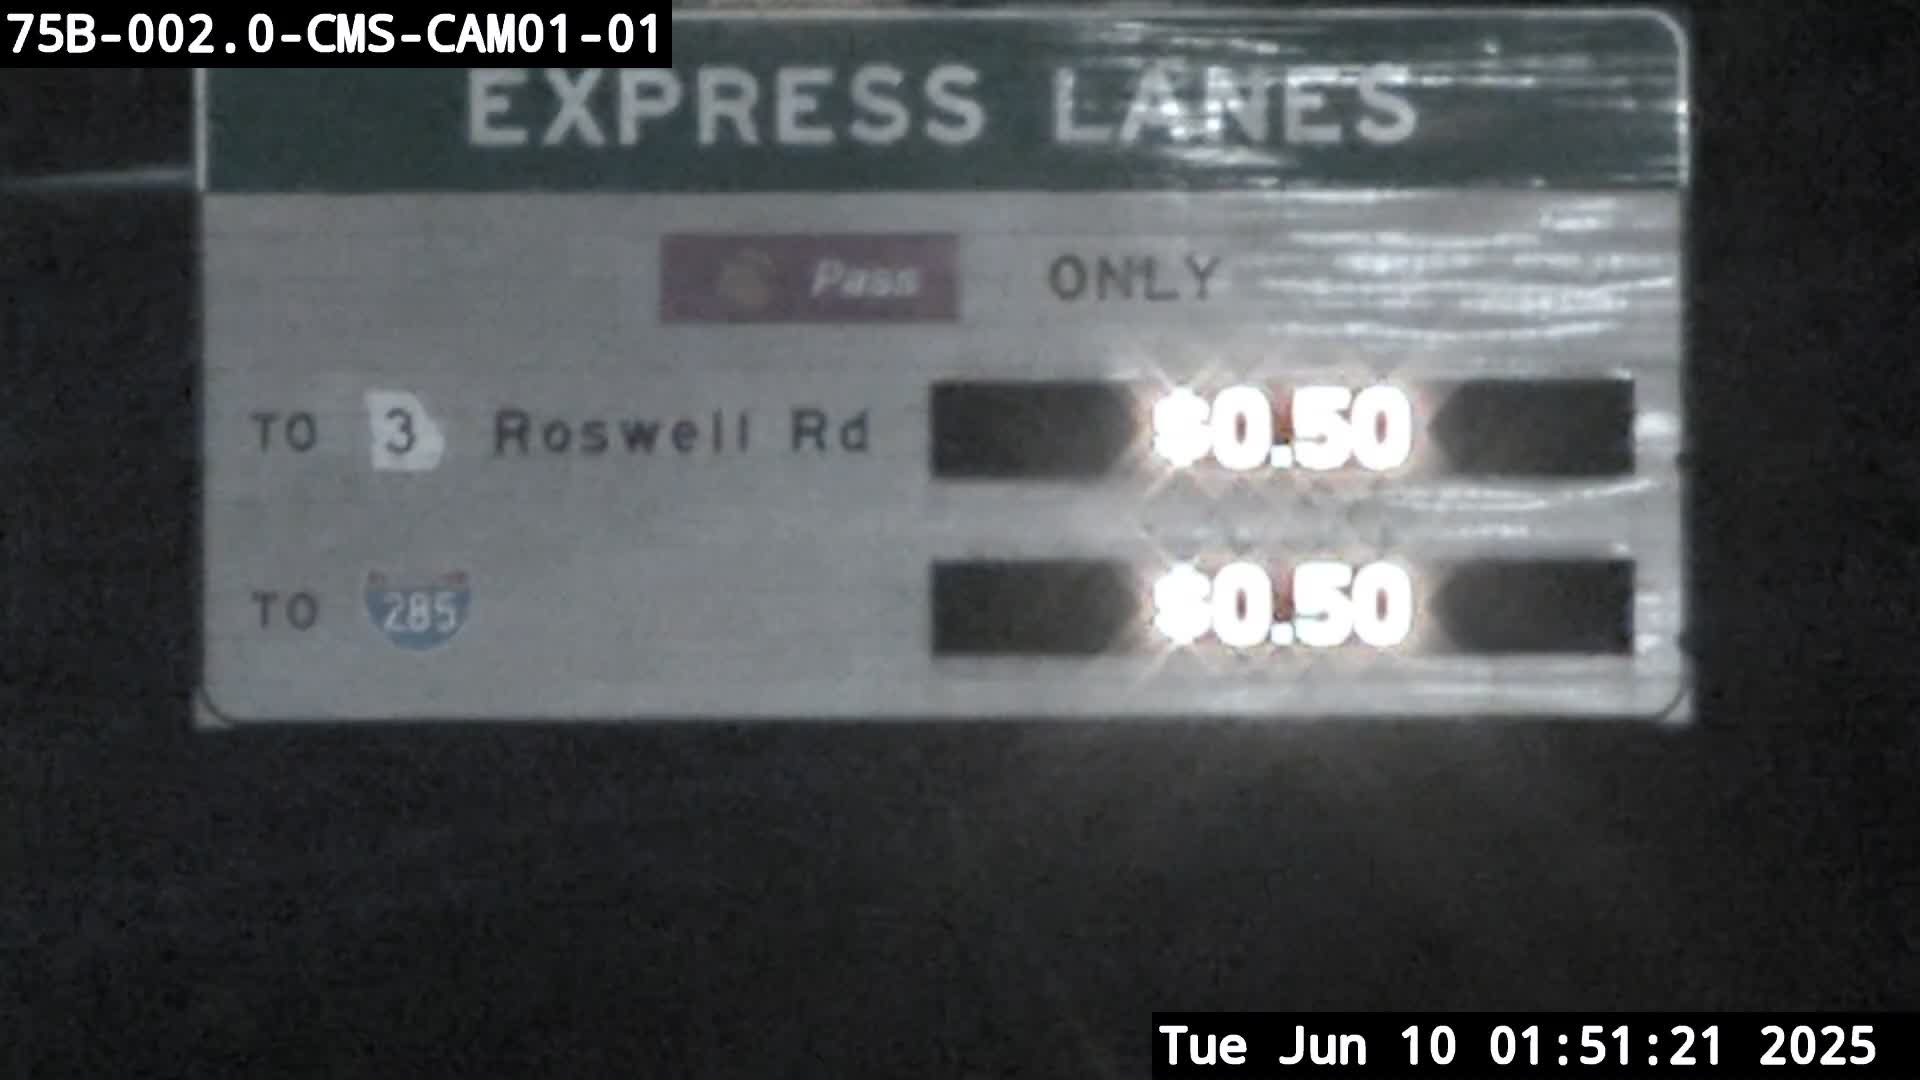 75B-002.0-CMS-CAM01-01
EXPRESS LANES
Pass ONLY
TO 3 Roswell Rd $0.50
TO 285 $0.50
Tue Jun 10 01:51:21 2025